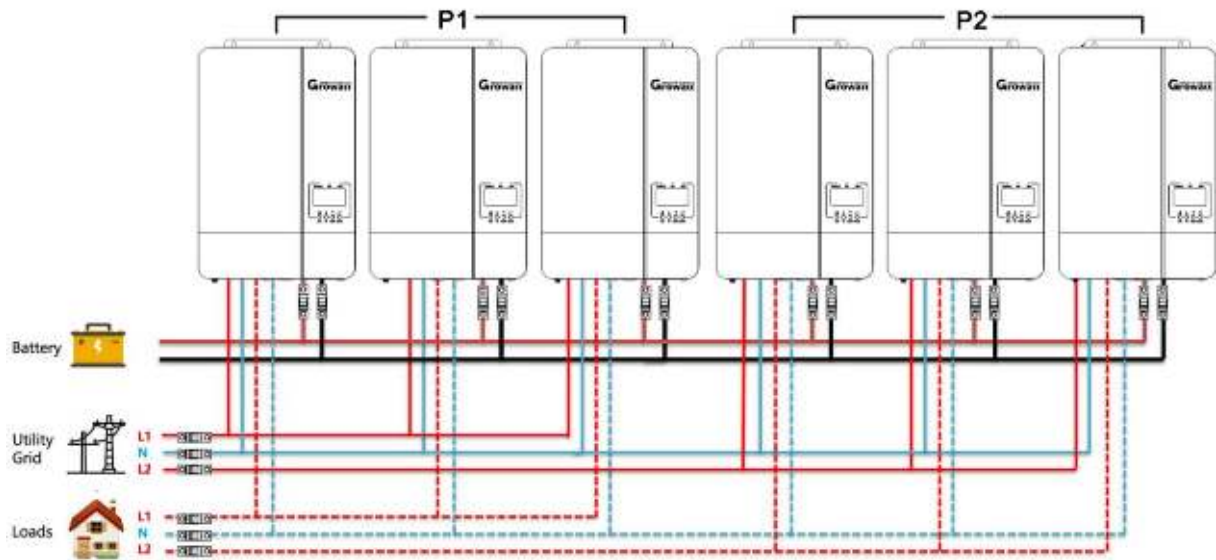 P1 P2
Growatt Growatt Growatt Growatt Growatt Growatt
Battery
Utility
Grid
L1
N
L2
Loads
L1
N
L2